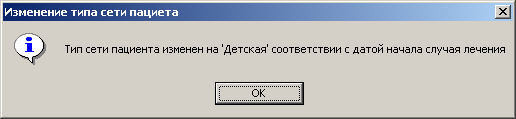 Изменение типа сети пациета
Тип сети пациента изменен на 'Детская' соответствии с датой начала случая лечения
OK